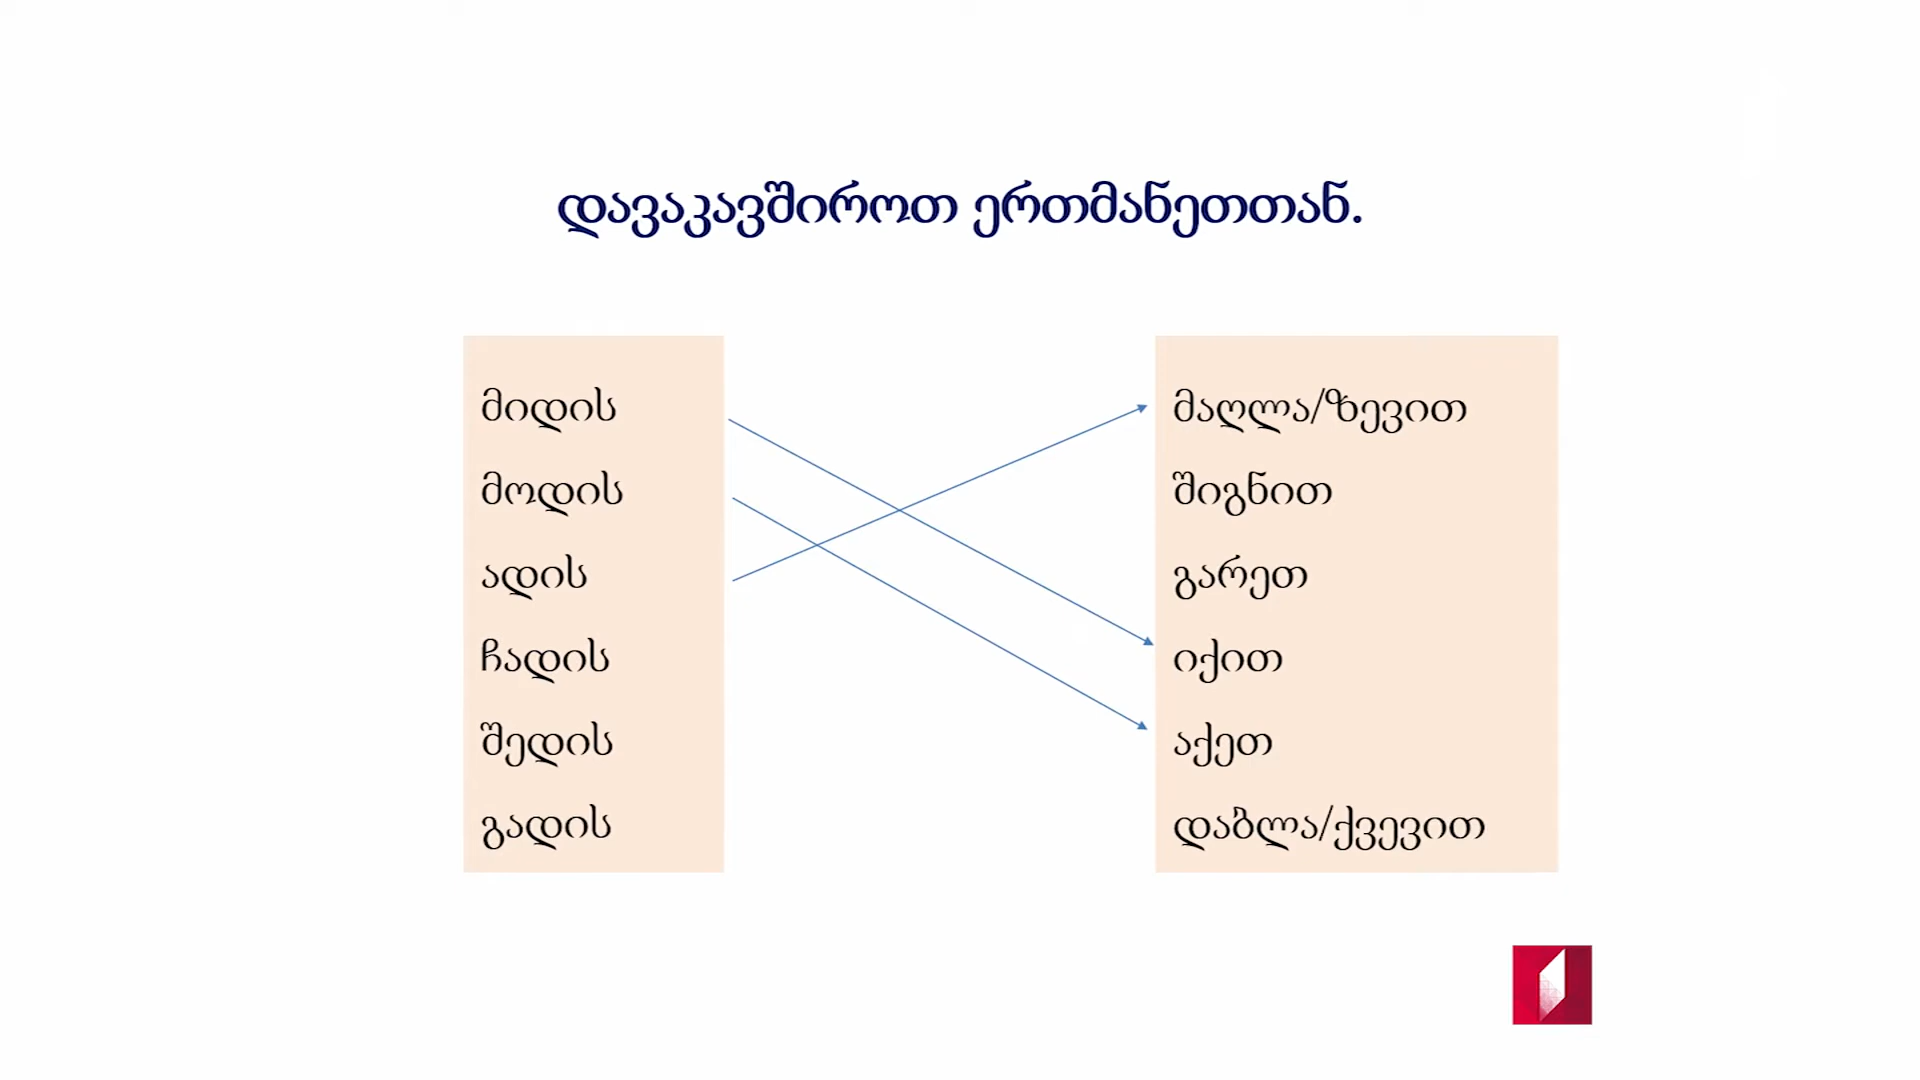 დავაკავშიროთ ერთმანეთთან.
მიდის
მოდის
ადის
ჩადის
შედის
გადის
მაღლა/ზევით
შიგნით
გარეთ
იქით
აქეთ
დაბლა/ქვევით